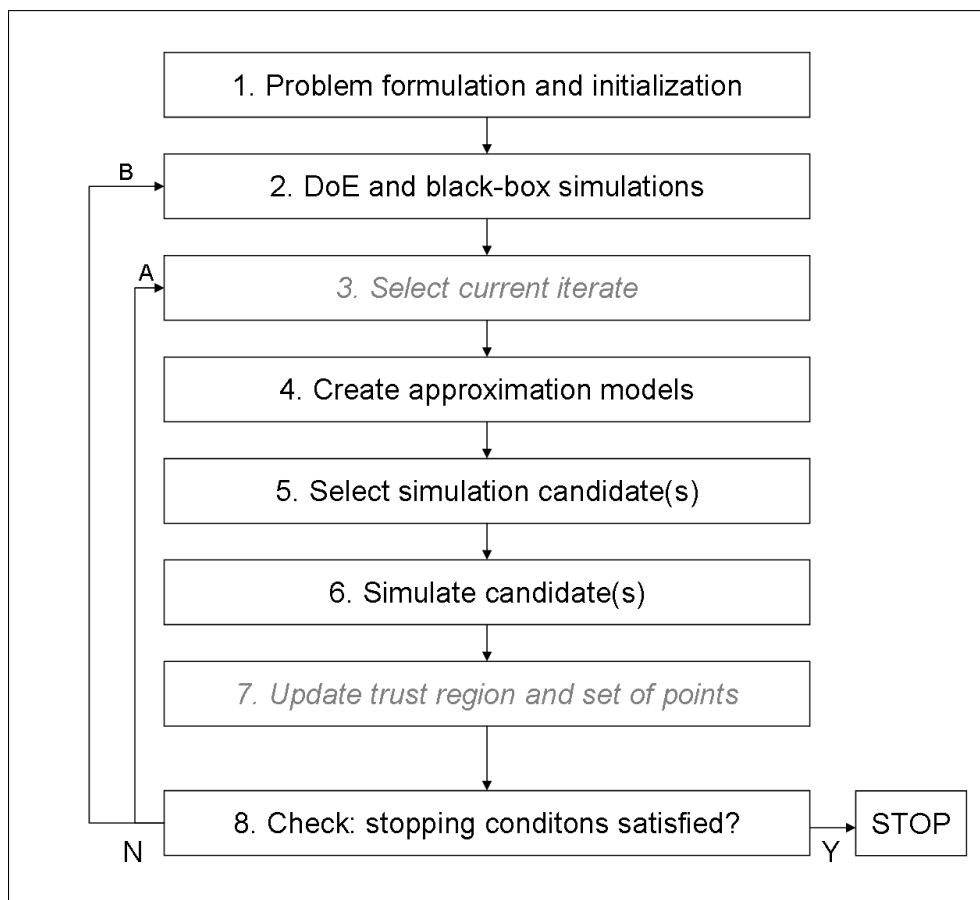 1. Problem formulation and initialization
B
2. DoE and black-box simulations
A
3. Select current iterate
4. Create approximation models
5. Select simulation candidate(s)
6. Simulate candidate(s)
7. Update trust region and set of points
8. Check: stopping conditons satisfied?
STOP
N
Y